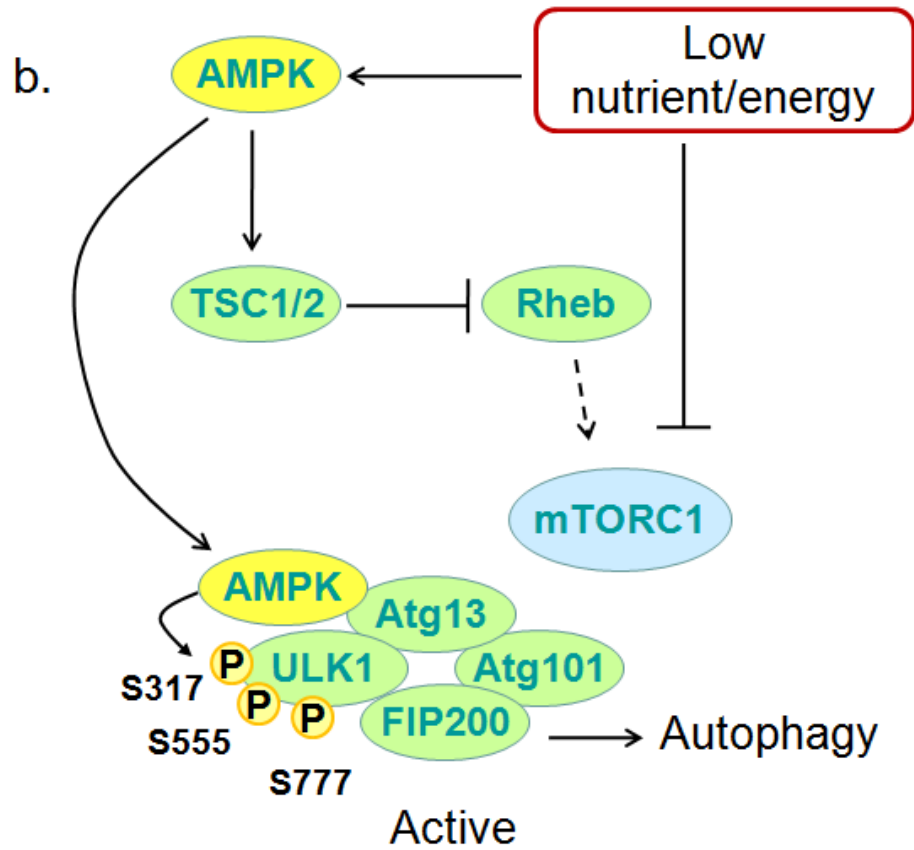 b.
AMPK
Low
nutrient/energy
TSC1/2
Rheb
mTORC1
AMPK
Atg13
P
ULK1
Atg101
S317
P
P
FIP200
S555
Autophagy
S777
Active